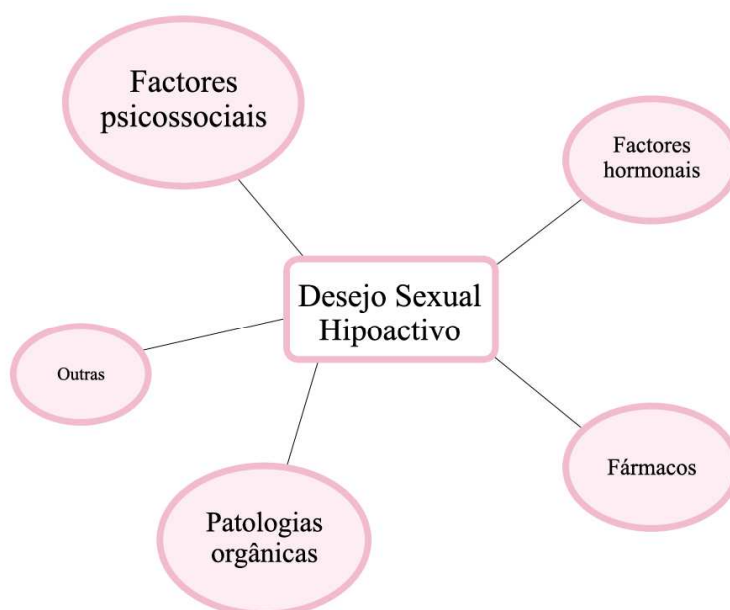 Factores
psicossociais
Factores
hormonais
Desejo Sexual
Hipoactivo
Outras
Fármacos
Patologias
orgânicas